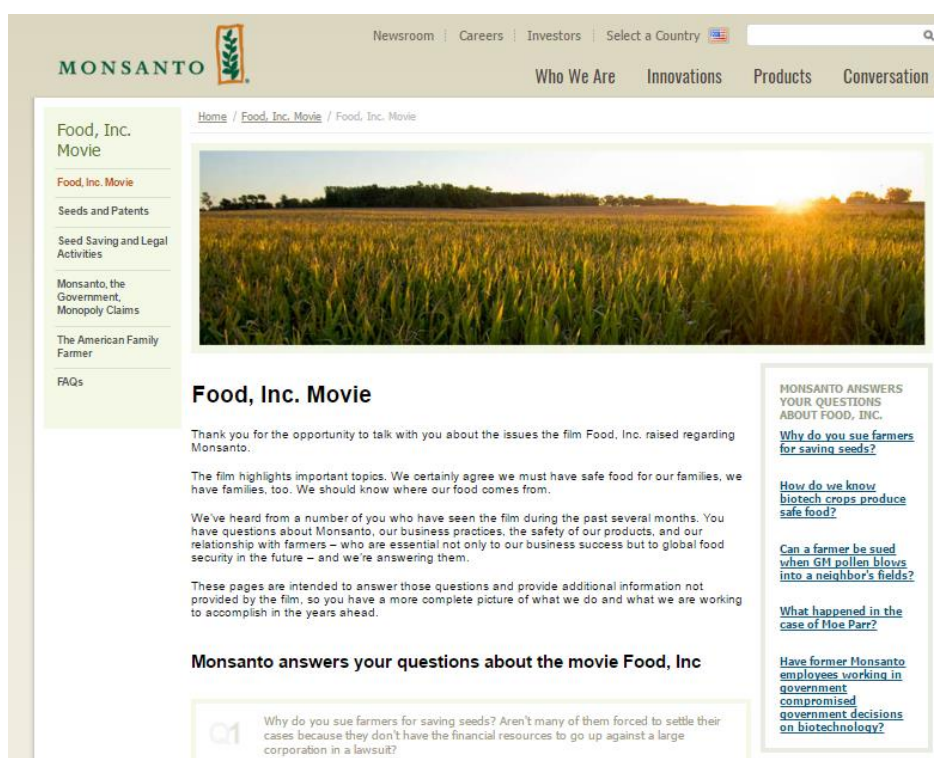 Newsroom Careers Investors Select a Country
MONSANTO
Who We Are Innovations Products Conversation
Home / Food, Inc. Movie / Food, Inc. Movie
Food, Inc.
Movie
Food, Inc. Movie
Seeds and Patents
Seed Saving and Legal
Activities
Monsanto, the
Government,
Monopoly Claims
The American Family
Farmer
FAQs
Food, Inc. Movie
Thank you for the opportunity to talk with you about the issues the film Food, Inc. raised regarding
Monsanto.
The film highlights important topics. We certainly agree we must have safe food for our families, we
have families, too. We should know where our food comes from.
We've heard from a number of you who have seen the film during the past several months. You
have questions about Monsanto, our business practices, the safety of our products, and our
relationship with farmers – who are essential not only to our business success but to global food
security in the future – and we're answering them.
These pages are intended to answer those questions and provide additional information not
provided by the film, so you have a more complete picture of what we do and what we are working
to accomplish in the years ahead.
Monsanto answers your questions about the movie Food, Inc
Q1
Why do you sue farmers for saving seeds? Aren't many of them forced to settle their
cases because they don't have the financial resources to go up against a large
corporation in a lawsuit?
MONSANTO ANSWERS
YOUR QUESTIONS
ABOUT FOOD, INC.
Why do you sue farmers
for saving seeds?
How do we know
biotech crops produce
safe food?
Can a farmer be sued
when GM pollen blows
into a neighbor's fields?
What happened in the
case of Moe Parr?
Have former Monsanto
employees working in
government
compromised
government decisions
on biotechnology?